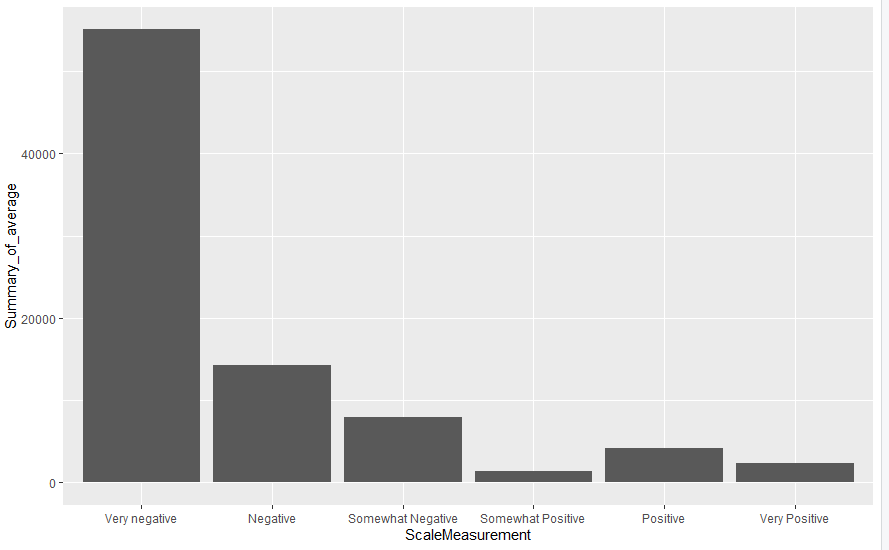 Summary_of_average
40000
20000
0
Very negative Negative Somewhat Negative Somewhat Positive Positive Very Positive
ScaleMeasurement